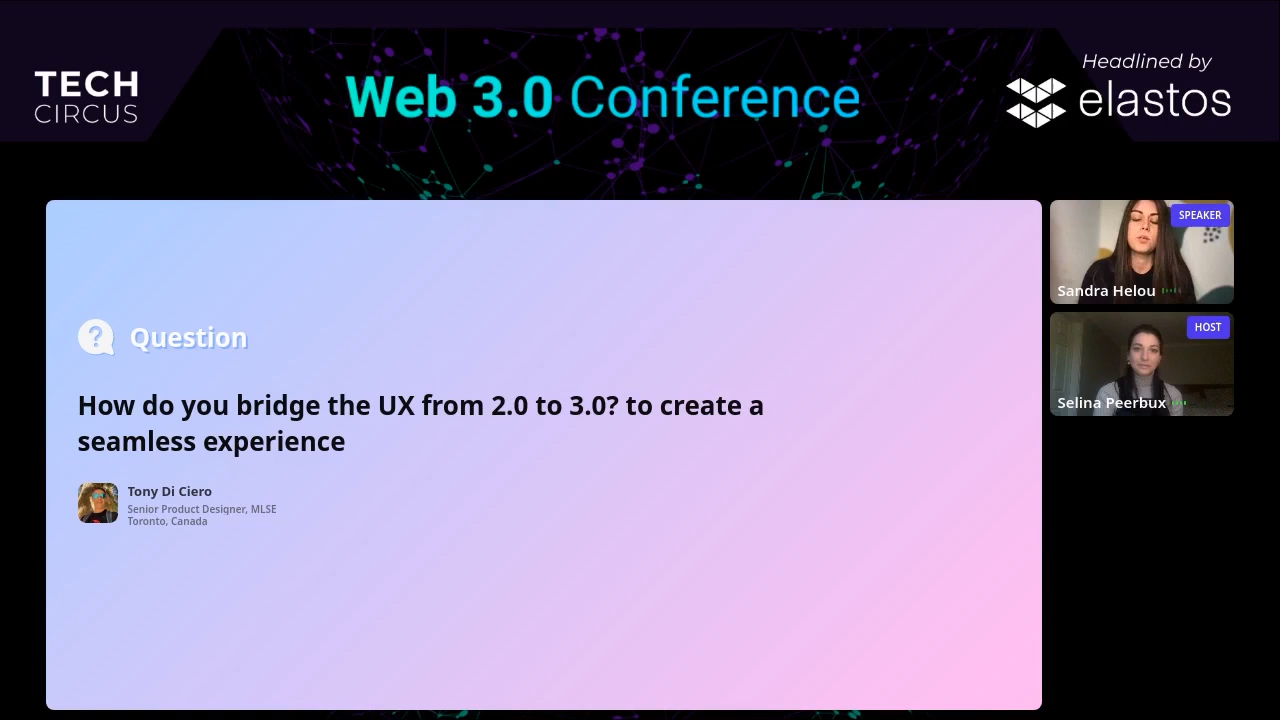 TECH
CIRCUS
Web 3.0 Conference
Headlined by
elastos
Question
How do you bridge the UX from 2.0 to 3.0? to create a
seamless experience
Tony Di Ciero
Senior Product Designer, MLSE
Toronto, Canada
SPEAKER
Sandra Helou
HOST
Selina Peerbux